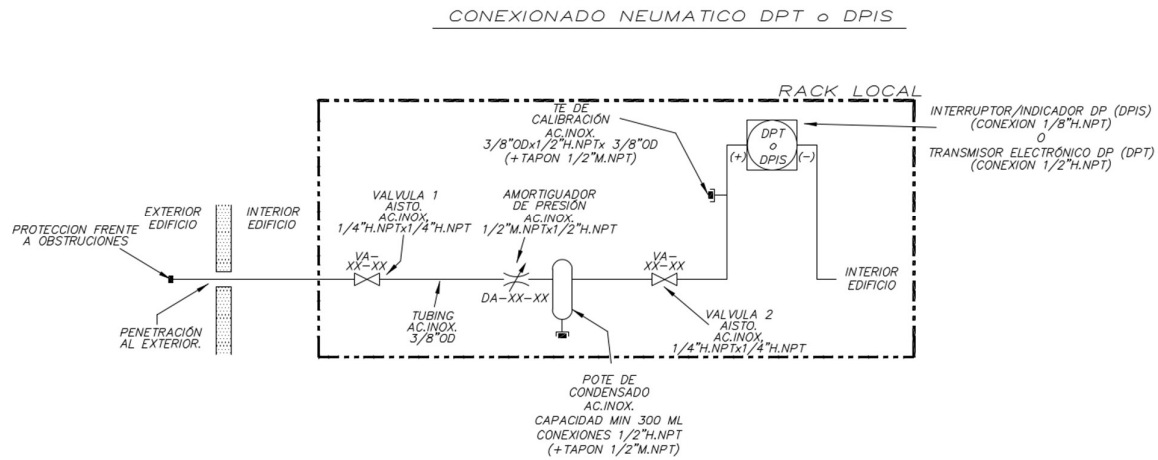 CONEXIONADO NEUMATICO DPT o DPIS
RACK LOCAL
TE DE
CALIBRACIÓN
AC.INOX.
3/8"ODx1/2"H.NPTx 3/8"OD
(+TAPON 1/2"M.NPT)
DPT
o
DPIS
(+)
(-)
INTERRUPTOR/INDICADOR DP (DPIS)
(CONEXION 1/8"H.NPT)
O
TRANSMISOR ELECTRÓNICO DP (DPT)
(CONEXION 1/2"H.NPT)
VALVULA 1
AISTO.
AC.INOX,
1/4"H.NPTx1/4"H.NPT
AMORTIGUADOR
DE PRESIÓN
AC.INOX.
1/2"M.NPTx1/2"H.NPT
EXTERIOR
EDIFICIO
INTERIOR
EDIFICIO
PROTECCION FRENTE
A OBSTRUCIONES
VA-
XX-XX
VA-
XX-XX
DA-XX-XX
INTERIOR
EDIFICIO
PENETRACIÓN
AL EXTERIOR.
TUBING
AC.INOX.
3/8"OD
VALVULA 2
AISTO.
AC.INOX,
1/4"H.NPTx1/4"H.NPT
POTE DE
CONDENSADO
AC.INOX.
CAPACIDAD MIN 300 ML
CONEXIONES 1/2"H.NPT
(+TAPON 1/2"M.NPT)